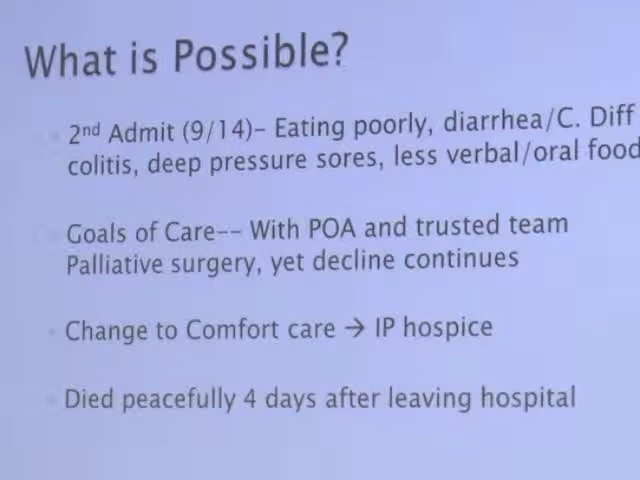 What is Possible?
2nd Admit (9/14)– Eating poorly, diarrhea/C. Diff
colitis, deep pressure sores, less verbal/oral food
Goals of Care-- With POA and trusted team
Palliative surgery, yet decline continues
Change to Comfort care → IP hospice
Died peacefully 4 days after leaving hospital